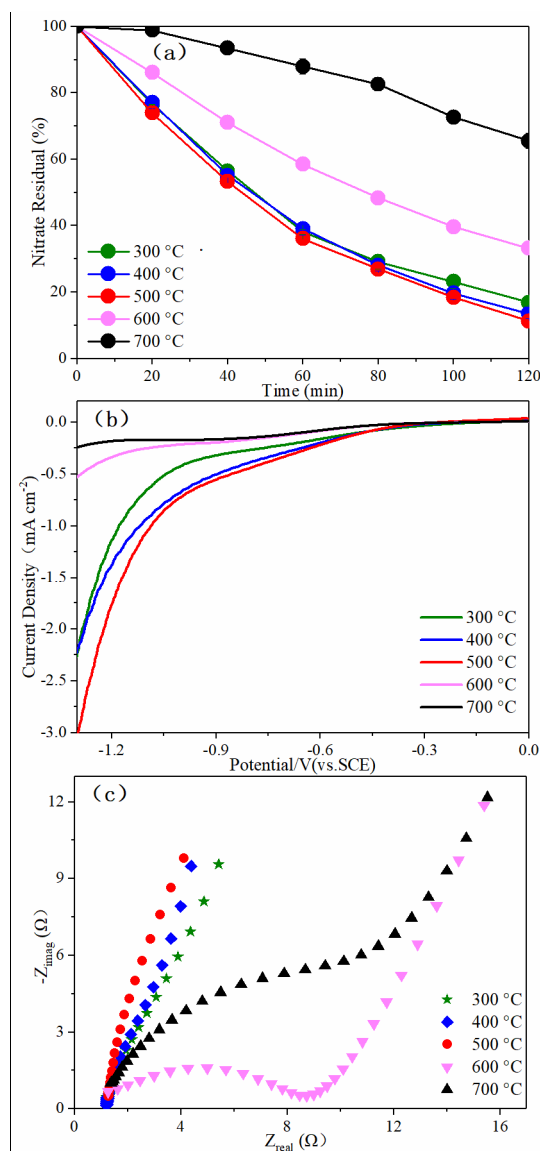 (a)
100
80
60
40
20
0
Nitrate Residual (%)
300 °C
400 °C
500 °C
600 °C
700 °C
0 20 40 60 80 100 120
Time (min)
(b)
0.0
-0.5
-1.0
-1.5
-2.0
-2.5
-3.0
Current Density (mA cm-2)
300 °C
400 °C
500 °C
600 °C
700 °C
-1.2 -0.9 -0.6 -0.3 0.0
Potential/V(vs.SCE)
(c)
12
9
6
3
0
-Zimag (Ω)
300 °C
400 °C
500 °C
600 °C
700 °C
0 4 8 12 16
Zreal (Ω)